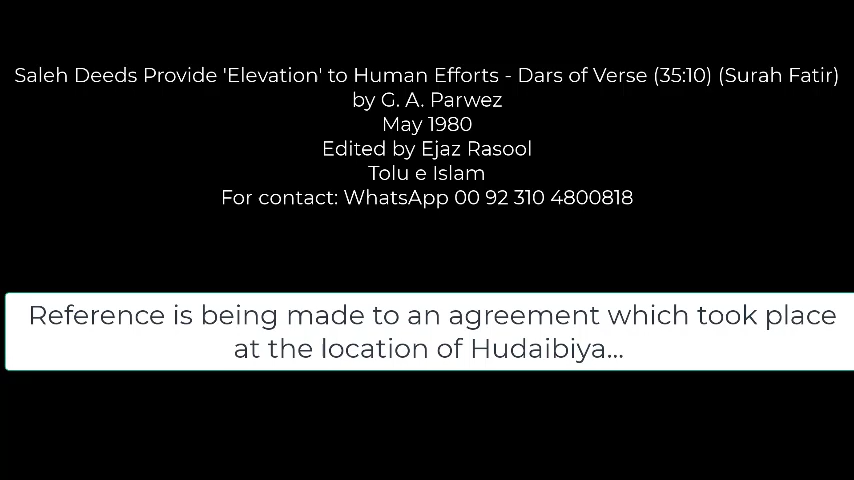 Saleh Deeds Provide 'Elevation' to Human Efforts - Dars of Verse (35:10) (Surah Fatir)
by G. A. Parwez
May 1980
Edited by Ejaz Rasool
Tolu e Islam
For contact: WhatsApp 00 92 310 4800818
Reference is being made to an agreement which took place
at the location of Hudaibiya...